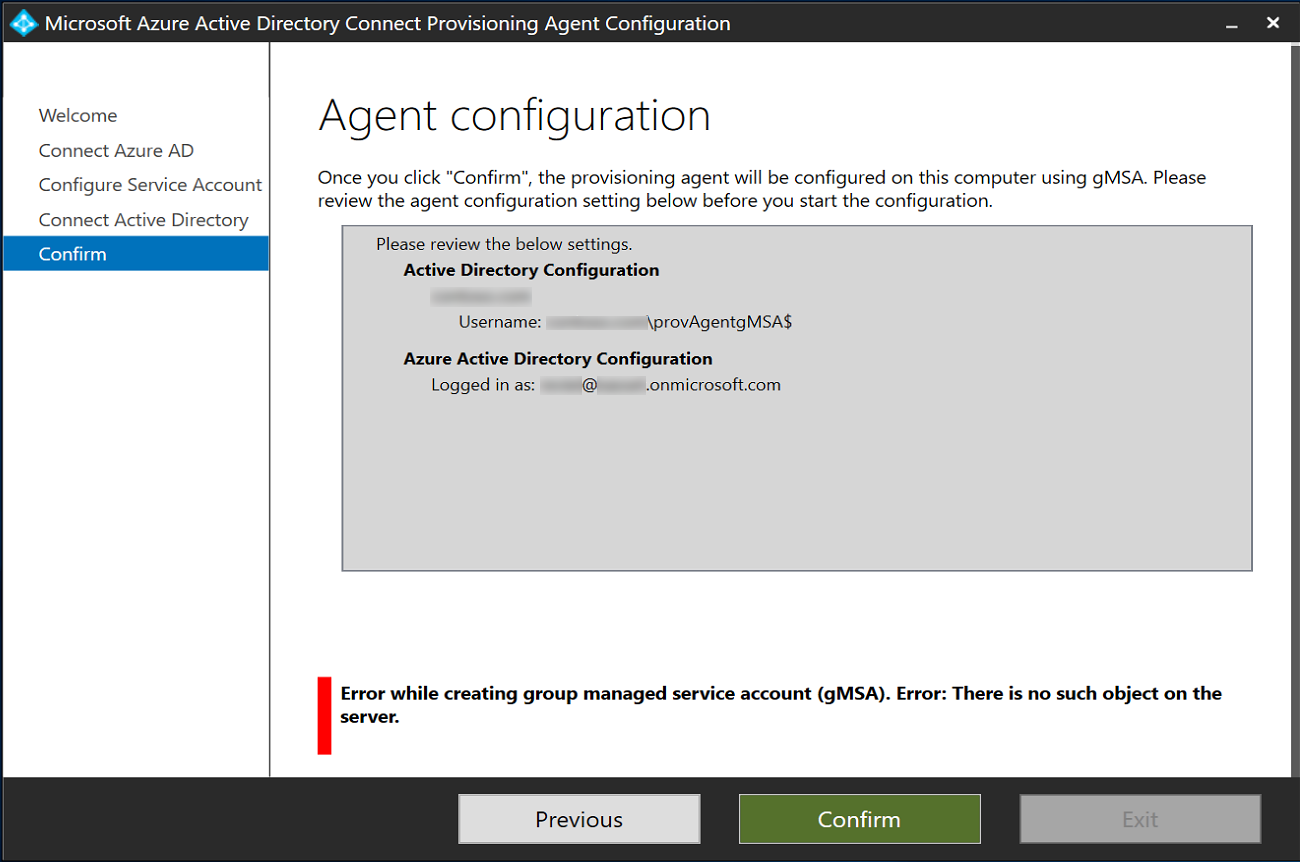 Microsoft Azure Active Directory Connect Provisioning Agent Configuration
Welcome
Connect Azure AD
Configure Service Account
Connect Active Directory
Confirm
Agent configuration
Once you click "Confirm", the provisioning agent will be configured on this computer using gMSA. Please
review the agent configuration setting below before you start the configuration.
Please review the below settings.
Active Directory Configuration
Username: \provAgentgMSA$
Azure Active Directory Configuration
Logged in as: @ .onmicrosoft.com
Error while creating group managed service account (gMSA). Error: There is no such object on the
server.
Previous
Confirm
Exit